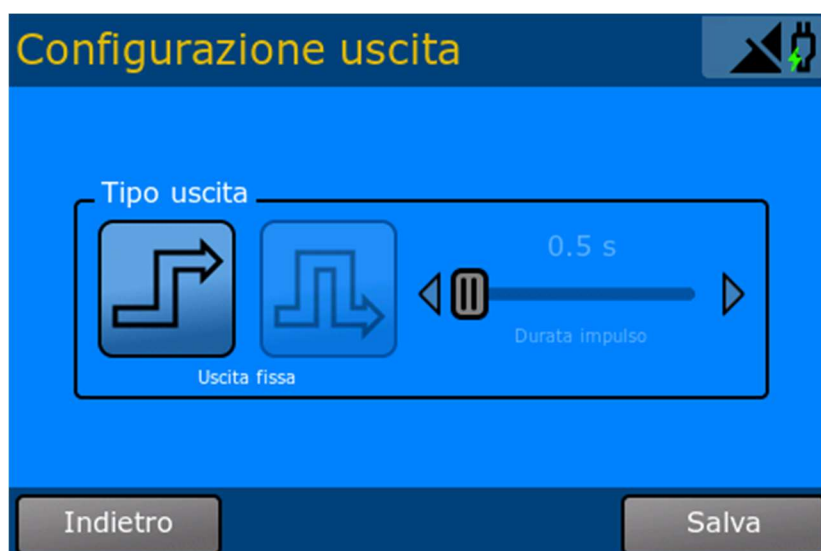 Configurazione uscita
Tipo uscita
0.5 s
Durata impulso
Uscita fissa
Indietro
Salva